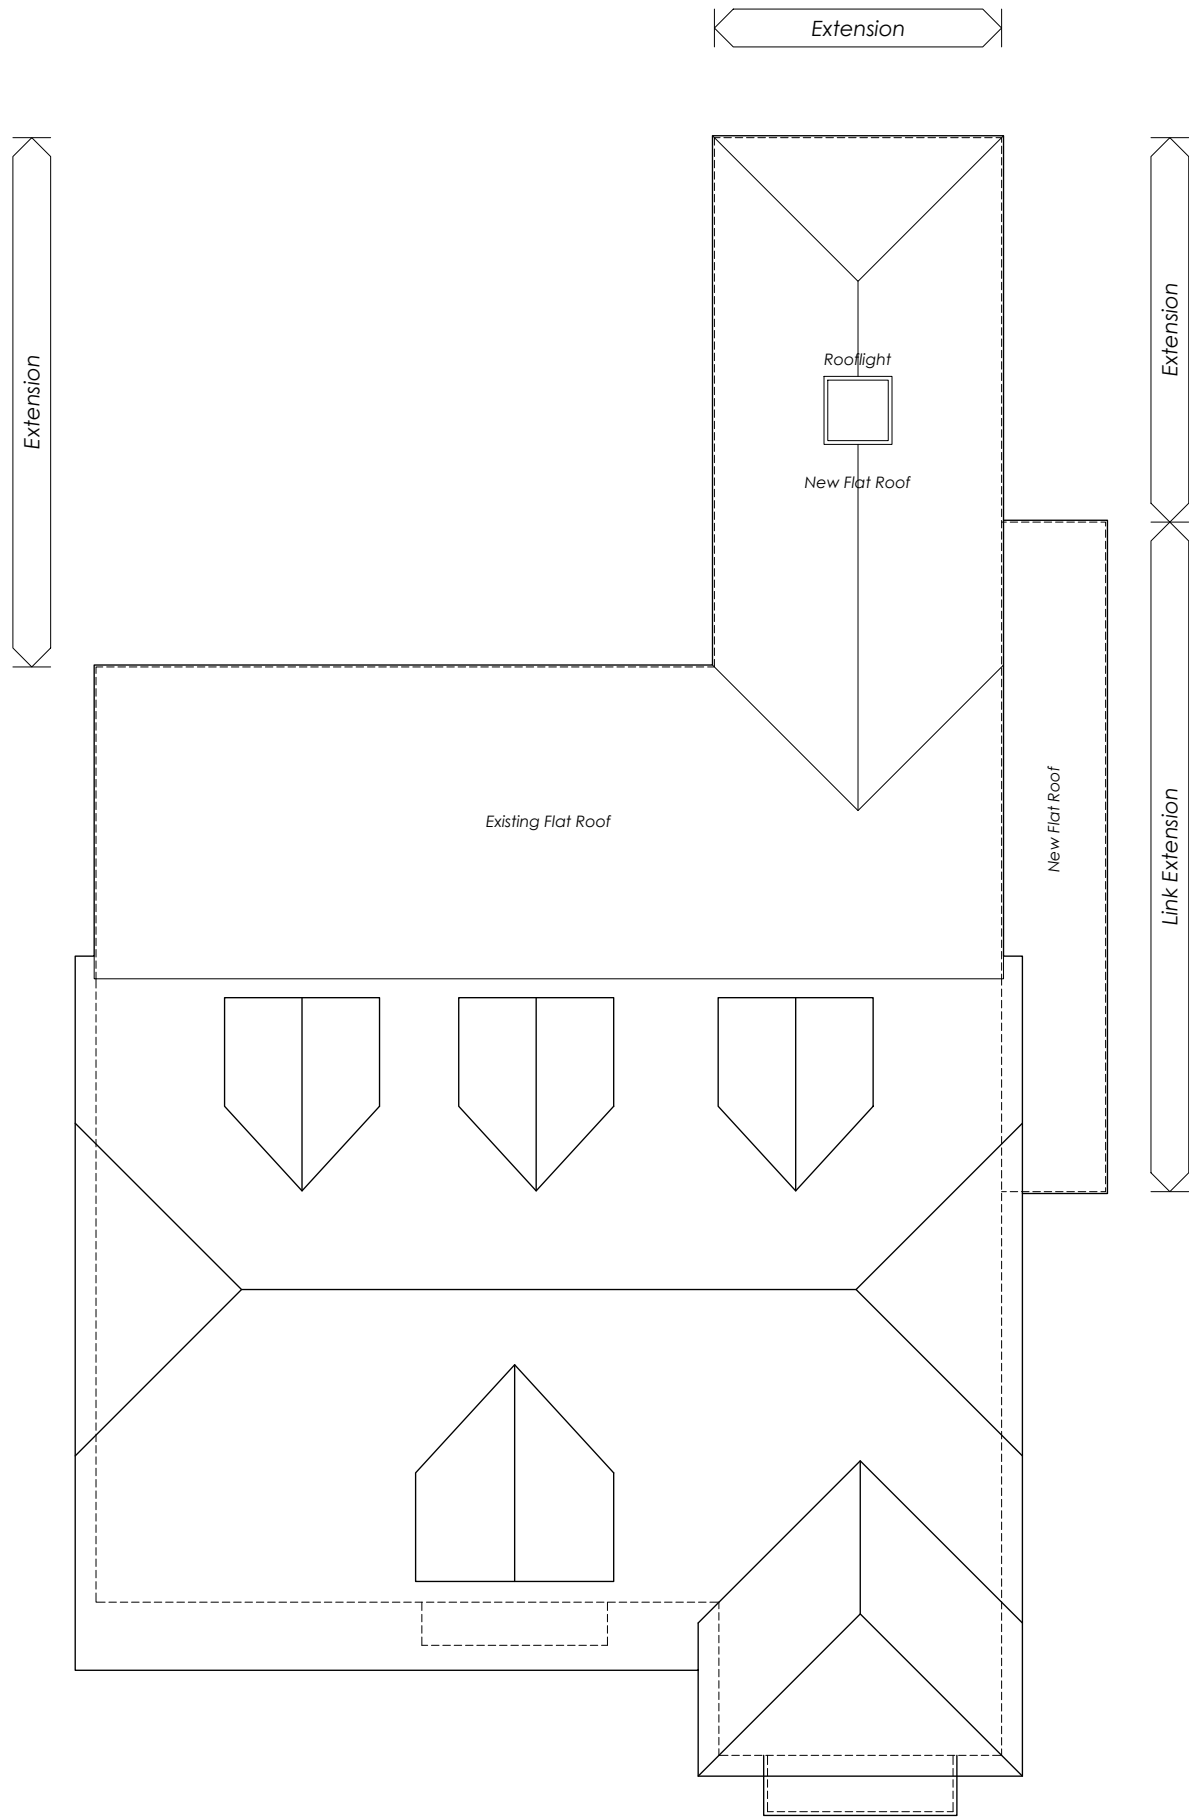 Extension
Extension
Extension
Rooflight
New Flat Roof
New Flat Roof
Existing Flat Roof
Link Extension